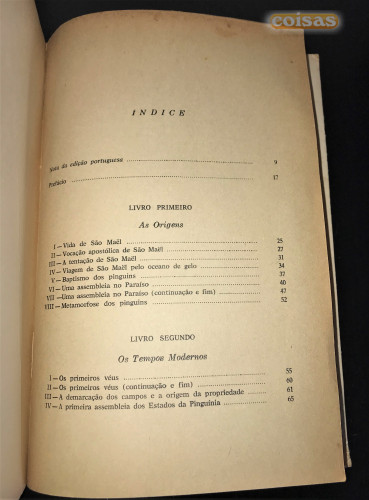 coisas
INDICE
Nota da edição portuguesa 9
Prefácio 17
LIVRO PRIMEIRO
As Origens
I — Vida de São Maël 25
II — Vocação apostólica de São Maël 27
III — A tentação de São Maël 31
IV — Viagem de São Maël pelo oceano de gelo 34
V — Baptismo dos pinguins 37
VI — Uma assembleia no Paraíso 40
VII — Uma assembleia no Paraíso (continuação e fim) 47
VIII — Metamorfose dos pinguins 52
LIVRO SEGUNDO
Os Tempos Modernos
I — Os primeiros véus 55
II — Os primeiros véus (continuação e fim) 60
III — A demarcação dos campos e a origem da propriedade 61
IV — A primeira assembleia dos Estados da Pinguínia 65